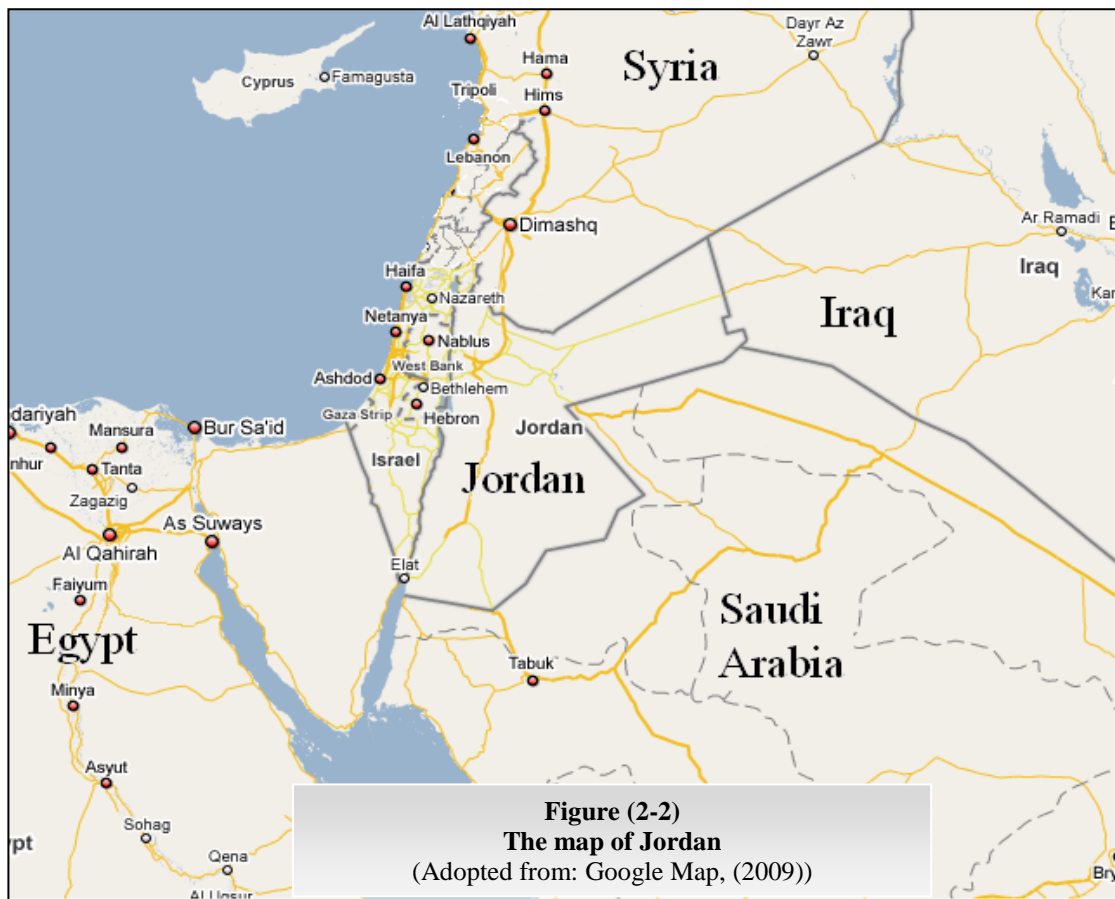 Al Lathqiyah
Dayr Az
Zawr
Hama
Syria
Cyprus
Famagusta
Tripoli
Hims
Lebanon
Ar Ramadi
Dimashq
Iraq
Haifa
Nazareth
Iraq
Netanya
Nablus
West Bank
Ashdod
Bethlehem
Gaza Strip
Hebron
dariyah
Mansura
Bur Sa'id
Jordan
nhur
Tanta
Israel
Jordan
Zagazig
As Suways
Al Qahirah
Elat
Faiyum
Saudi
Arabia
Egypt
Tabuk
Minya
Asyut
Figure (2-2)
The map of Jordan
(Adopted from: Google Map, (2009))
Sohag
Qena